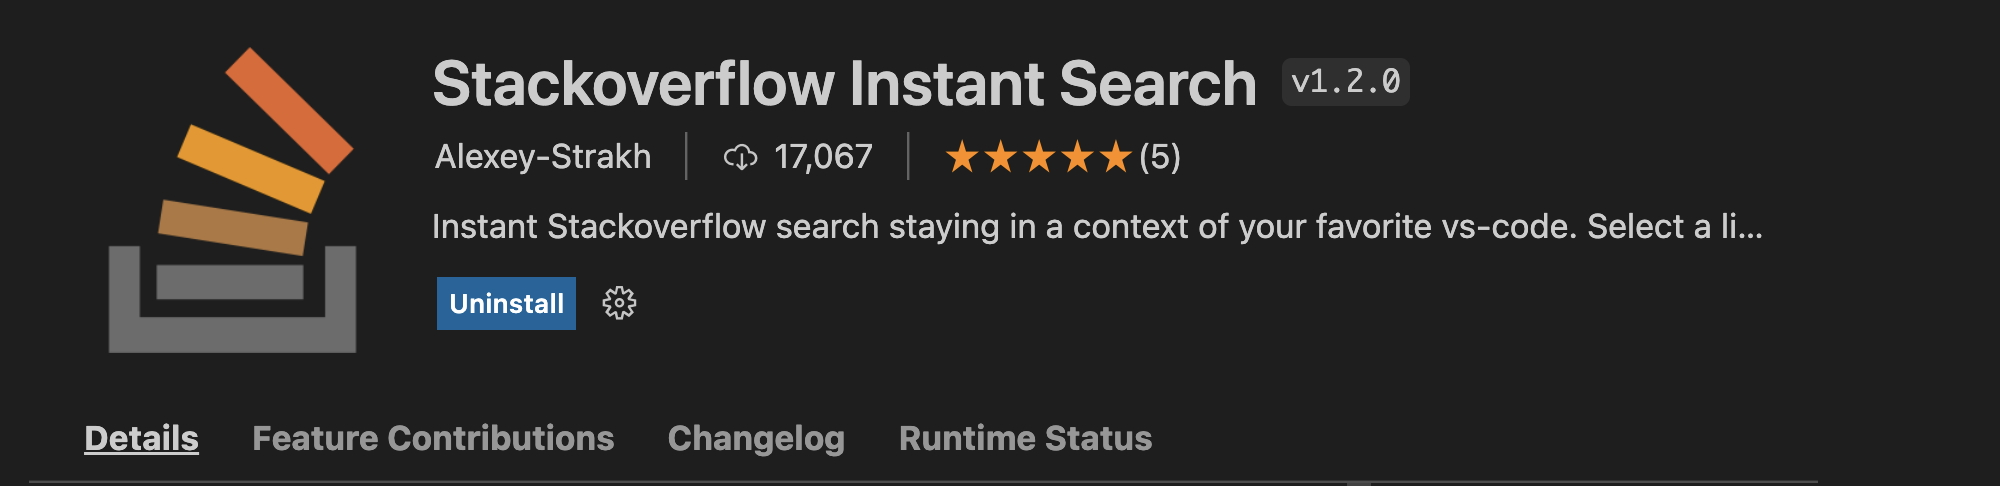 Stackoverflow Instant Search v1.2.0
Alexey-Strakh 17,067 (5)
Instant Stackoverflow search staying in a context of your favorite vs-code. Select a li...
Uninstall
Details Feature Contributions Changelog Runtime Status